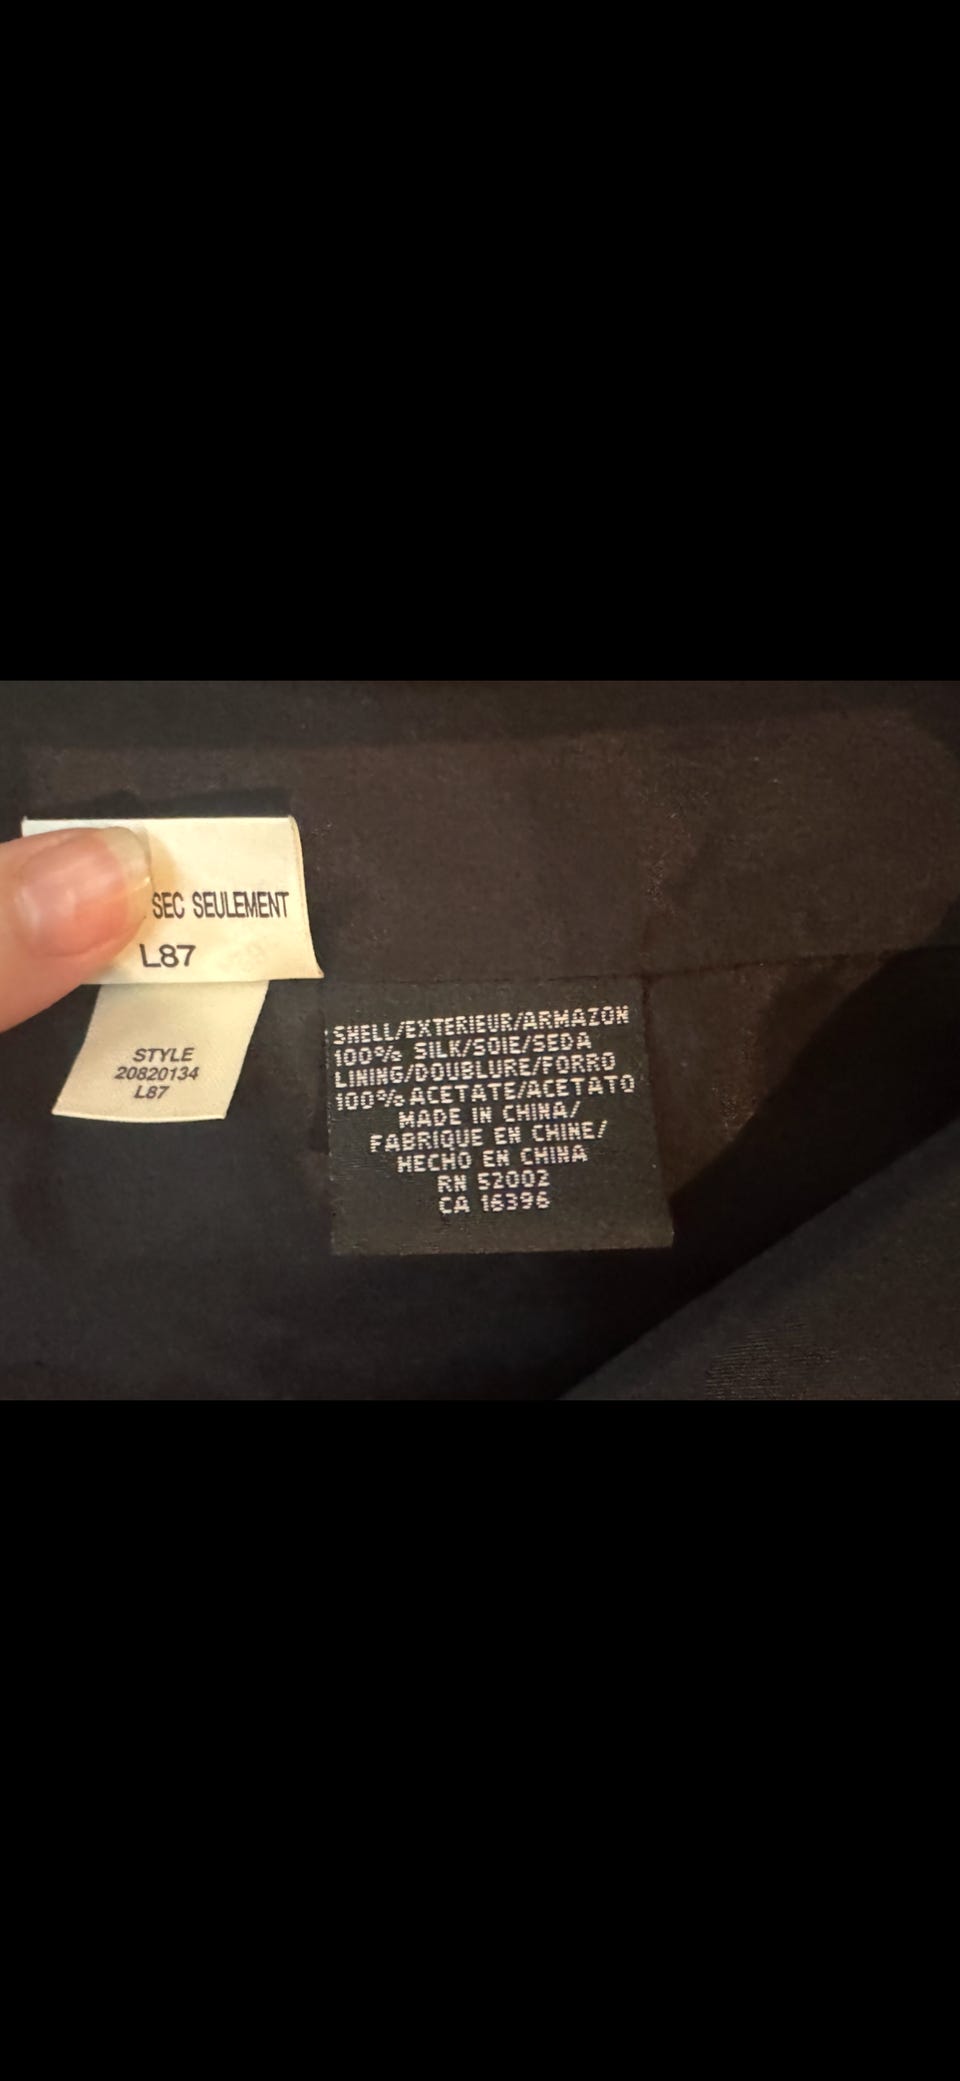 SEC SEULEMENT
L87
STYLE
20820134
L87
SHELL/EXTERIEUR/ARMAZON
100% SILK/SOIE/SEDA
LINING/DOUBLURE/FORRO
100% ACETATE/ACETATO
MADE IN CHINA/
FABRIQUE EN CHINE/
HECHO EN CHINA
RN 52002
CA 16396